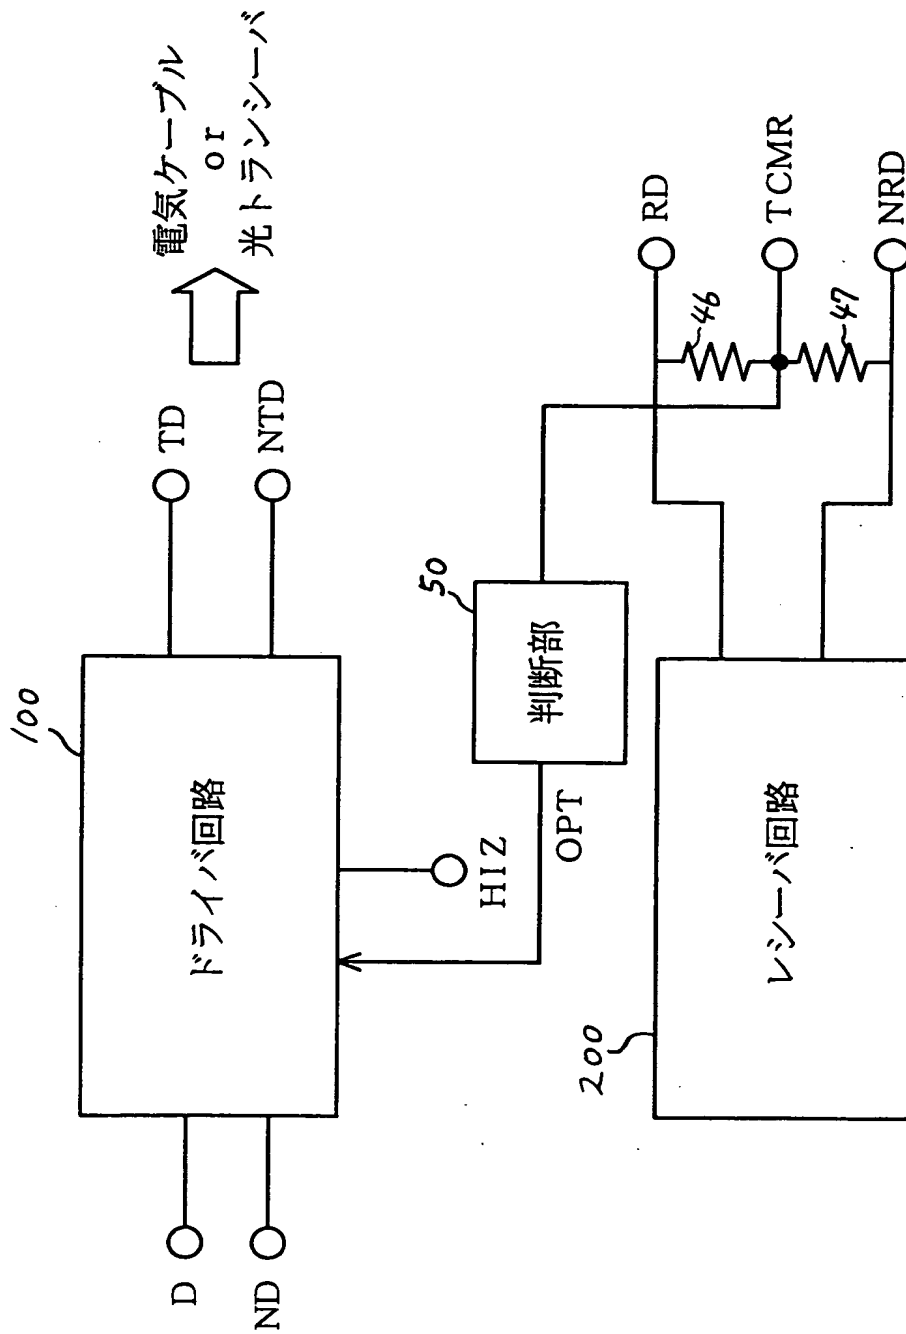 電気ケーブル
or
光トランシーバ
100
D
ND
ドライバ回路
TD
NTD
HIZ
OPT
50
判断部
200
レシーバ回路
RD
46
TCMR
47
NRD